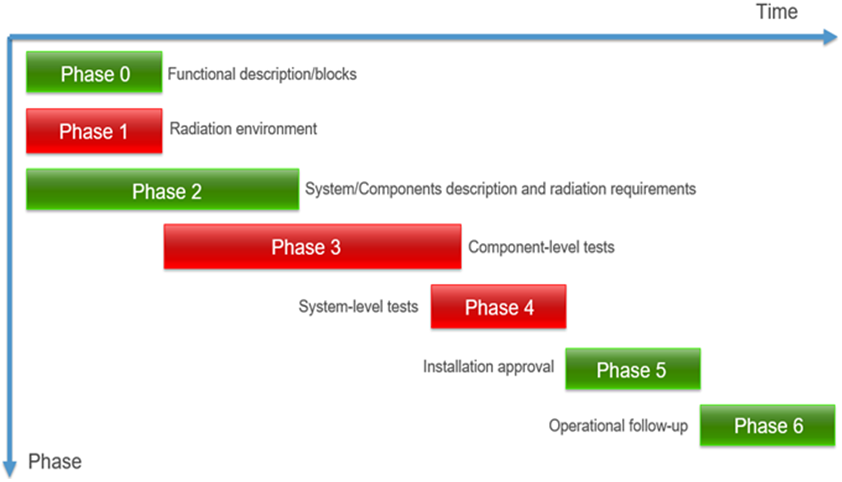 Time
Phase 0 Functional description/blocks
Phase 1 Radiation environment
Phase 2 System/Components description and radiation requirements
Phase 3 Component-level tests
System-level tests Phase 4
Installation approval Phase 5
Operational follow-up Phase 6
Phase